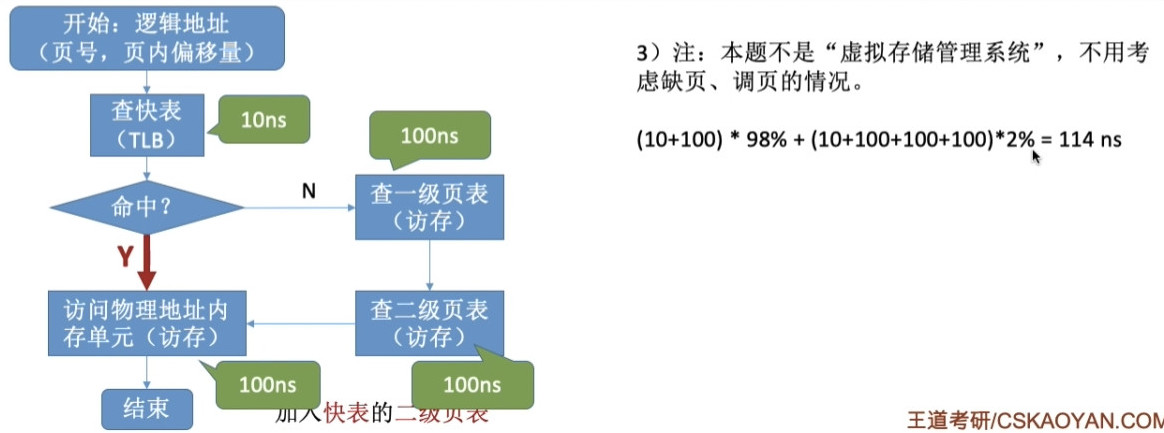 开始：逻辑地址
（页号，页内偏移量）
查快表
（TLB）
10ns
100ns
命中？
N
查一级页表
（访存）
Y
访问物理地址内
存单元（访存）
查二级页表
（访存）
100ns
100ns
结束
加入快表的二级页表
3）注：本题不是“虚拟存储管理系统”，不用考
虑缺页、调页的情况。
(10+100) * 98% + (10+100+100+100)*2% = 114 ns
王道考研/CSKAOYAN.COM